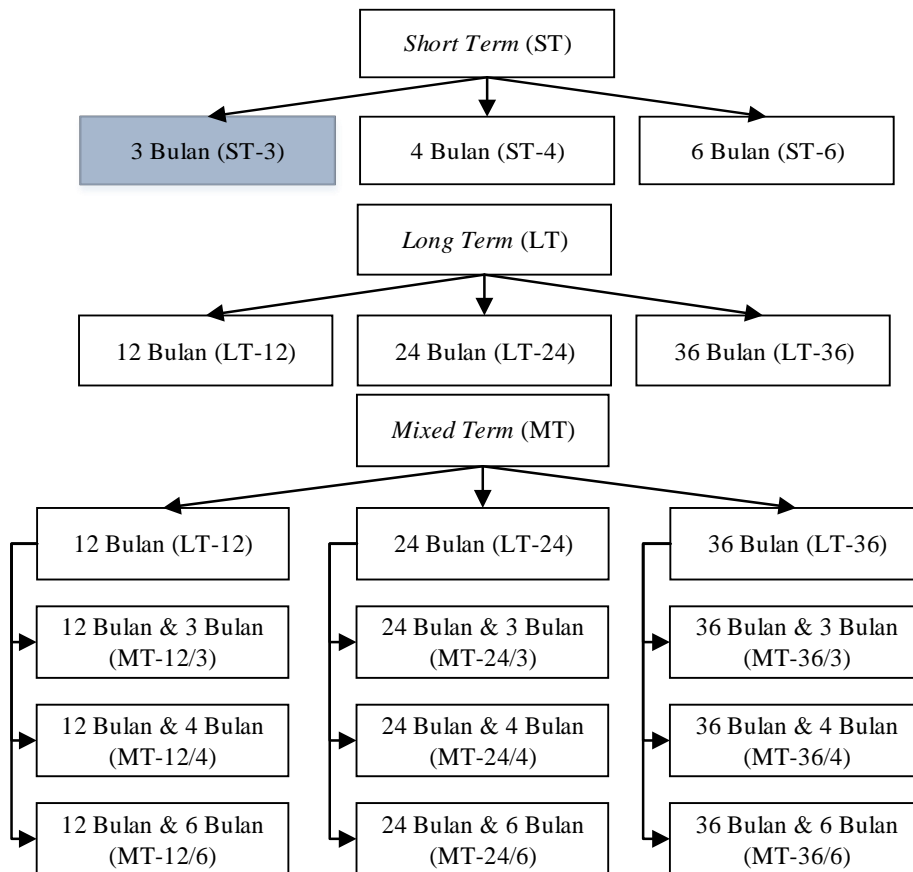 Short Term (ST)
3 Bulan (ST-3)
4 Bulan (ST-4)
6 Bulan (ST-6)
Long Term (LT)
12 Bulan (LT-12)
24 Bulan (LT-24)
36 Bulan (LT-36)
Mixed Term (MT)
12 Bulan (LT-12)
24 Bulan (LT-24)
36 Bulan (LT-36)
12 Bulan & 3 Bulan
(MT-12/3)
24 Bulan & 3 Bulan
(MT-24/3)
36 Bulan & 3 Bulan
(MT-36/3)
12 Bulan & 4 Bulan
(MT-12/4)
24 Bulan & 4 Bulan
(MT-24/4)
36 Bulan & 4 Bulan
(MT-36/4)
12 Bulan & 6 Bulan
(MT-12/6)
24 Bulan & 6 Bulan
(MT-24/6)
36 Bulan & 6 Bulan
(MT-36/6)